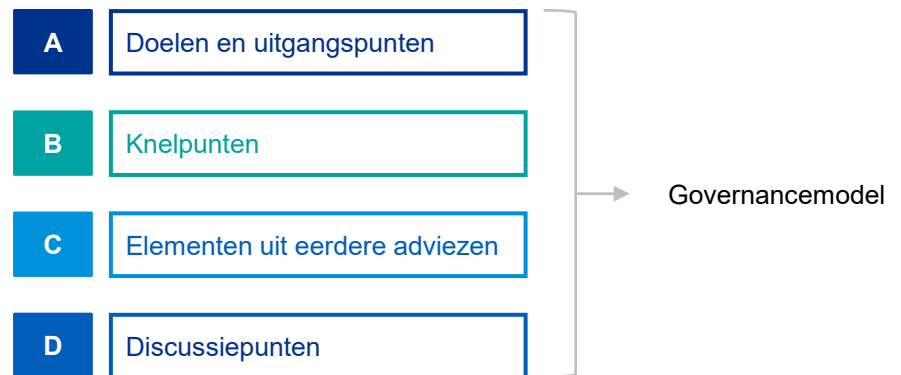 A
Doelen en uitgangspunten
B
Knelpunten
C
Elementen uit eerdere adviezen
D
Discussiepunten
Governancemodel